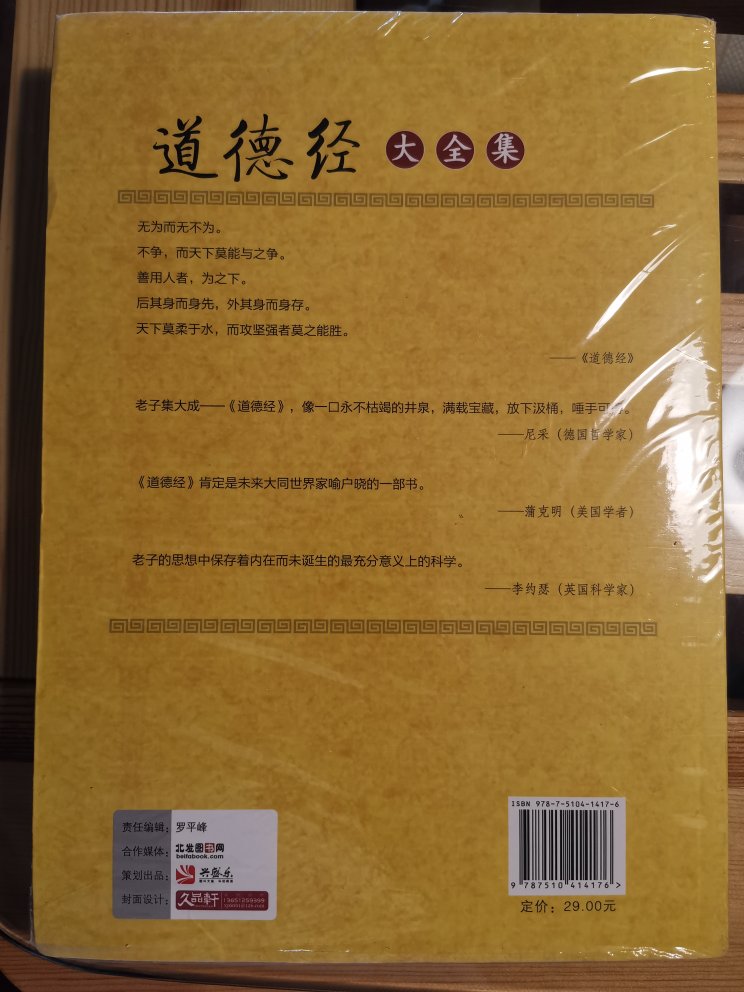 道德经 大全集
无为而无不为。
不争，而天下莫能与之争。
善用人者，为之下。
后其身而身先，外其身而身存。
天下莫柔于水，而攻坚强者莫之能胜。
——《道德经》
老子集大成——《道德经》，像一口永不枯竭的井泉，满载宝藏，放下汲桶，唾手可。
——尼采（德国哲学家）
《道德经》肯定是未来大同世界家喻户晓的一部书。
——蒲克明（美国学者）
老子的思想中保存着内在而未诞生的最充分意义上的科学。
——李约瑟（英国科学家）
责任编辑：罗平峰
合作媒体：北发图书网
beifabook.com
策划出品：兴盛乐
封面设计：久品轩
ISBN 978-7-5104-1417-6
9 787510 414176 >
定价：29.00元